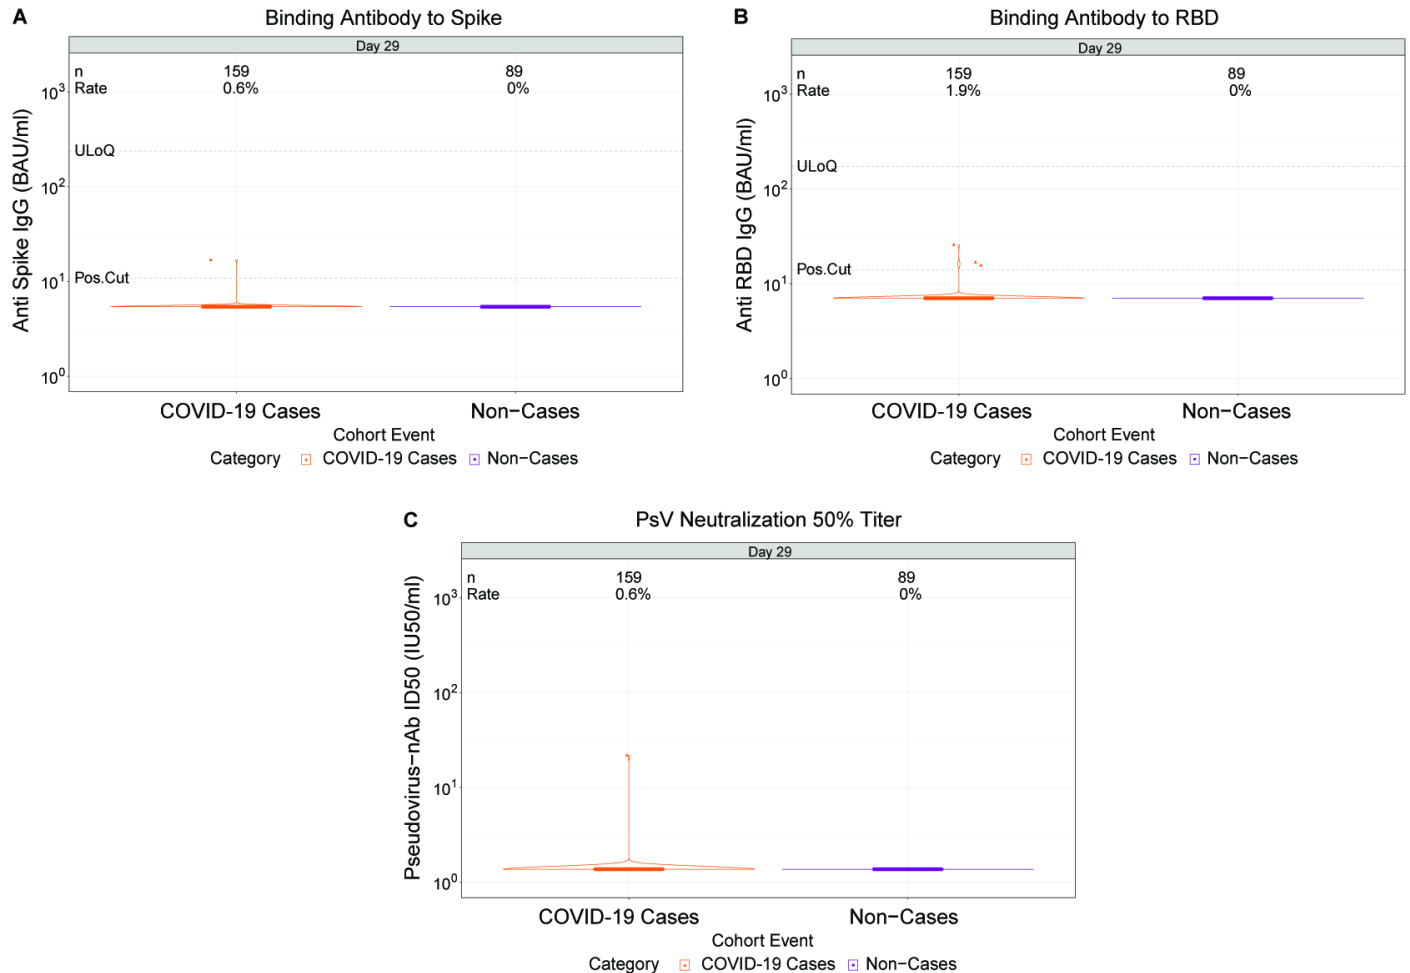 A Binding Antibody to Spike
Day 29
n 159 89
Rate 0.6% 0%
10³
ULoQ
10²
Pos.Cut
10¹
10⁰
Anti Spike IgG (BAU/ml)
COVID-19 Cases Non−Cases
Cohort Event
Category COVID-19 Cases Non−Cases
B Binding Antibody to RBD
Day 29
n 159 89
Rate 1.9% 0%
10³
ULoQ
10²
Pos.Cut
10¹
10⁰
Anti RBD IgG (BAU/ml)
COVID-19 Cases Non−Cases
Cohort Event
Category COVID-19 Cases Non−Cases
C PsV Neutralization 50% Titer
Day 29
n 159 89
Rate 0.6% 0%
10³
10²
10¹
10⁰
Pseudovirus−nAb ID50 (IU50/ml)
COVID-19 Cases Non−Cases
Cohort Event
Category COVID-19 Cases Non−Cases